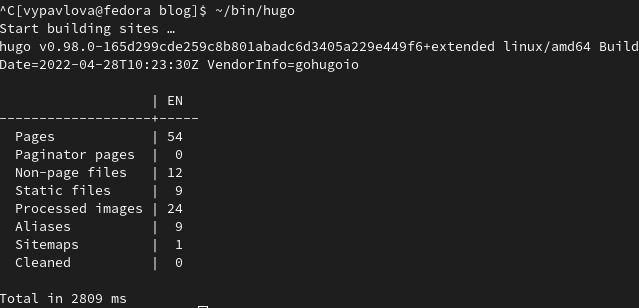 ^C[vypavlova@fedora blog]$ ~/bin/hugo
Start building sites …
hugo v0.98.0-165d299cde259c8b801abadc6d3405a229e449f6+extended linux/amd64 Build
Date=2022-04-28T10:23:30Z VendorInfo=gohugoio
                   | EN
-------------------+-----
  Pages            | 54
  Paginator pages  |  0
  Non-page files   | 12
  Static files     |  9
  Processed images | 24
  Aliases          |  9
  Sitemaps         |  1
  Cleaned          |  0
Total in 2809 ms